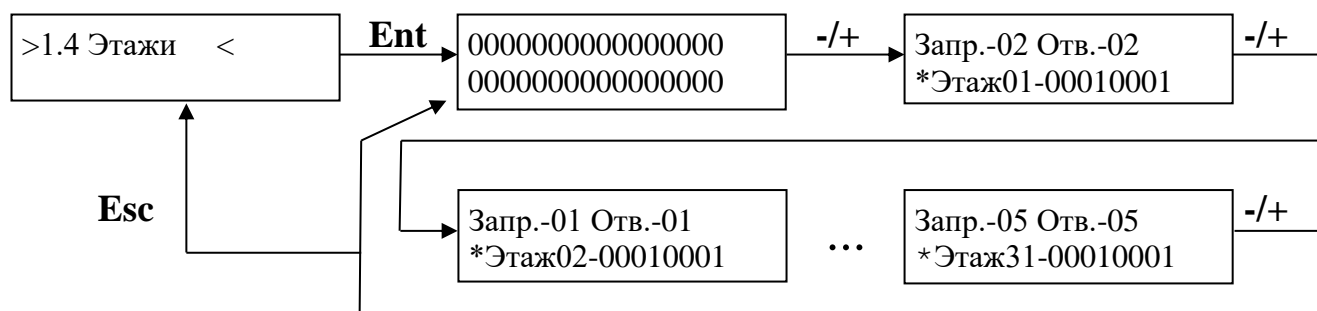 >1.4 Этажи <
Ent
0000000000000000
0000000000000000
-/+
Запр.-02 Отв.-02
*Этаж01-00010001
-/+
Esc
Запр.-01 Отв.-01
*Этаж02-00010001
...
Запр.-05 Отв.-05
*Этаж31-00010001
-/+